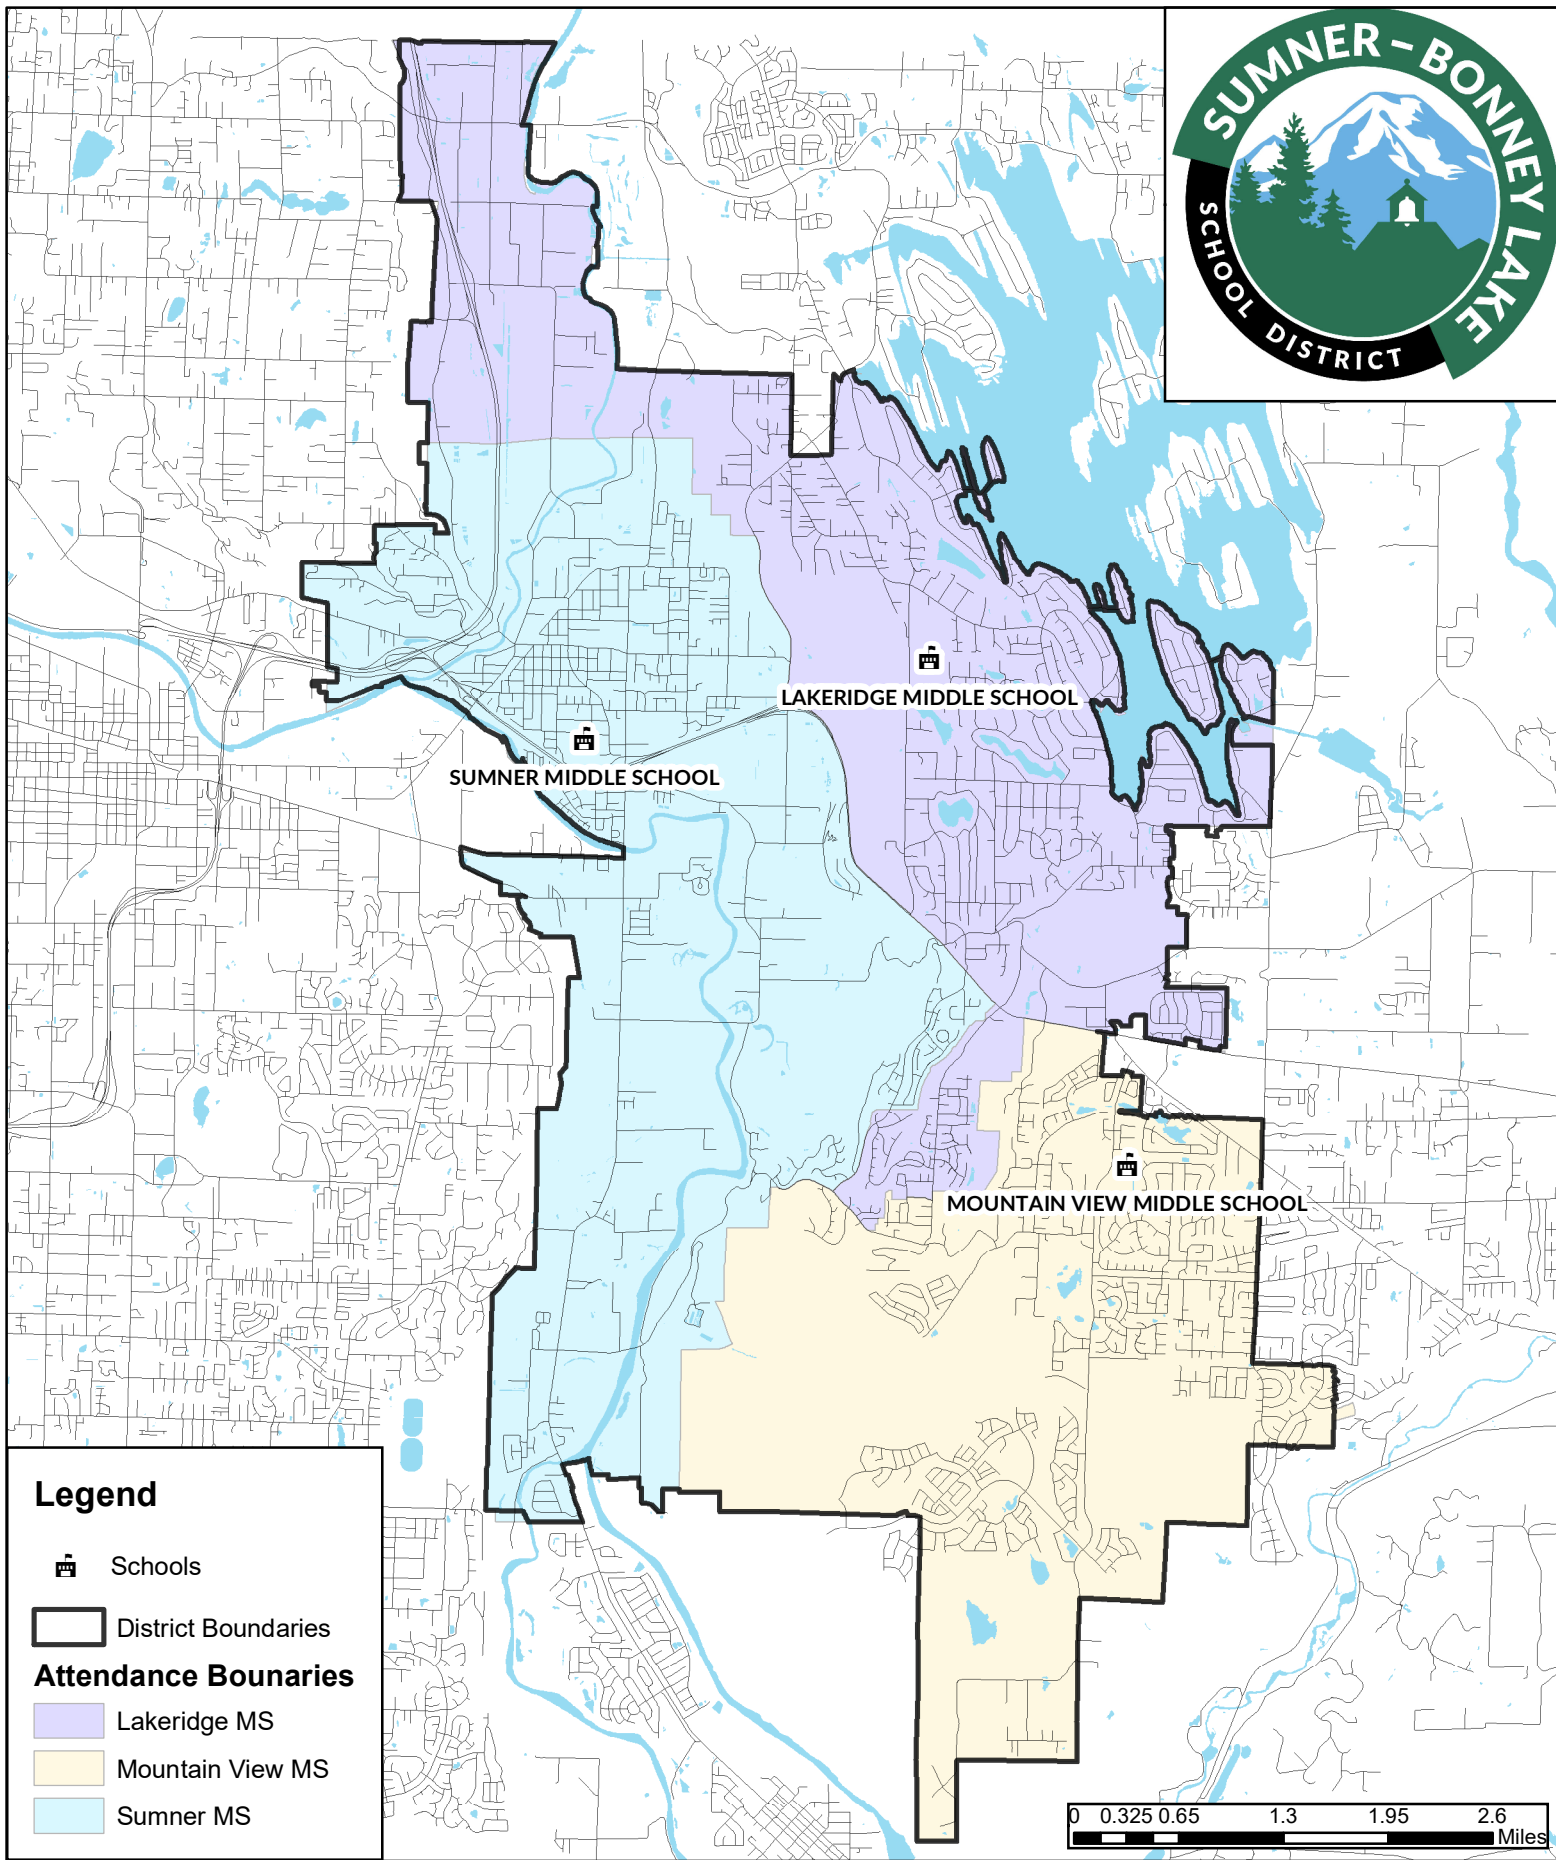 SUMNER – BONNEY LAKE
SCHOOL DISTRICT
LAKERIDGE MIDDLE SCHOOL
SUMNER MIDDLE SCHOOL
MOUNTAIN VIEW MIDDLE SCHOOL
Legend
Schools
District Boundaries
Attendance Bounaries
Lakeridge MS
Mountain View MS
Sumner MS
0 0.325 0.65 1.3 1.95 2.6
Miles